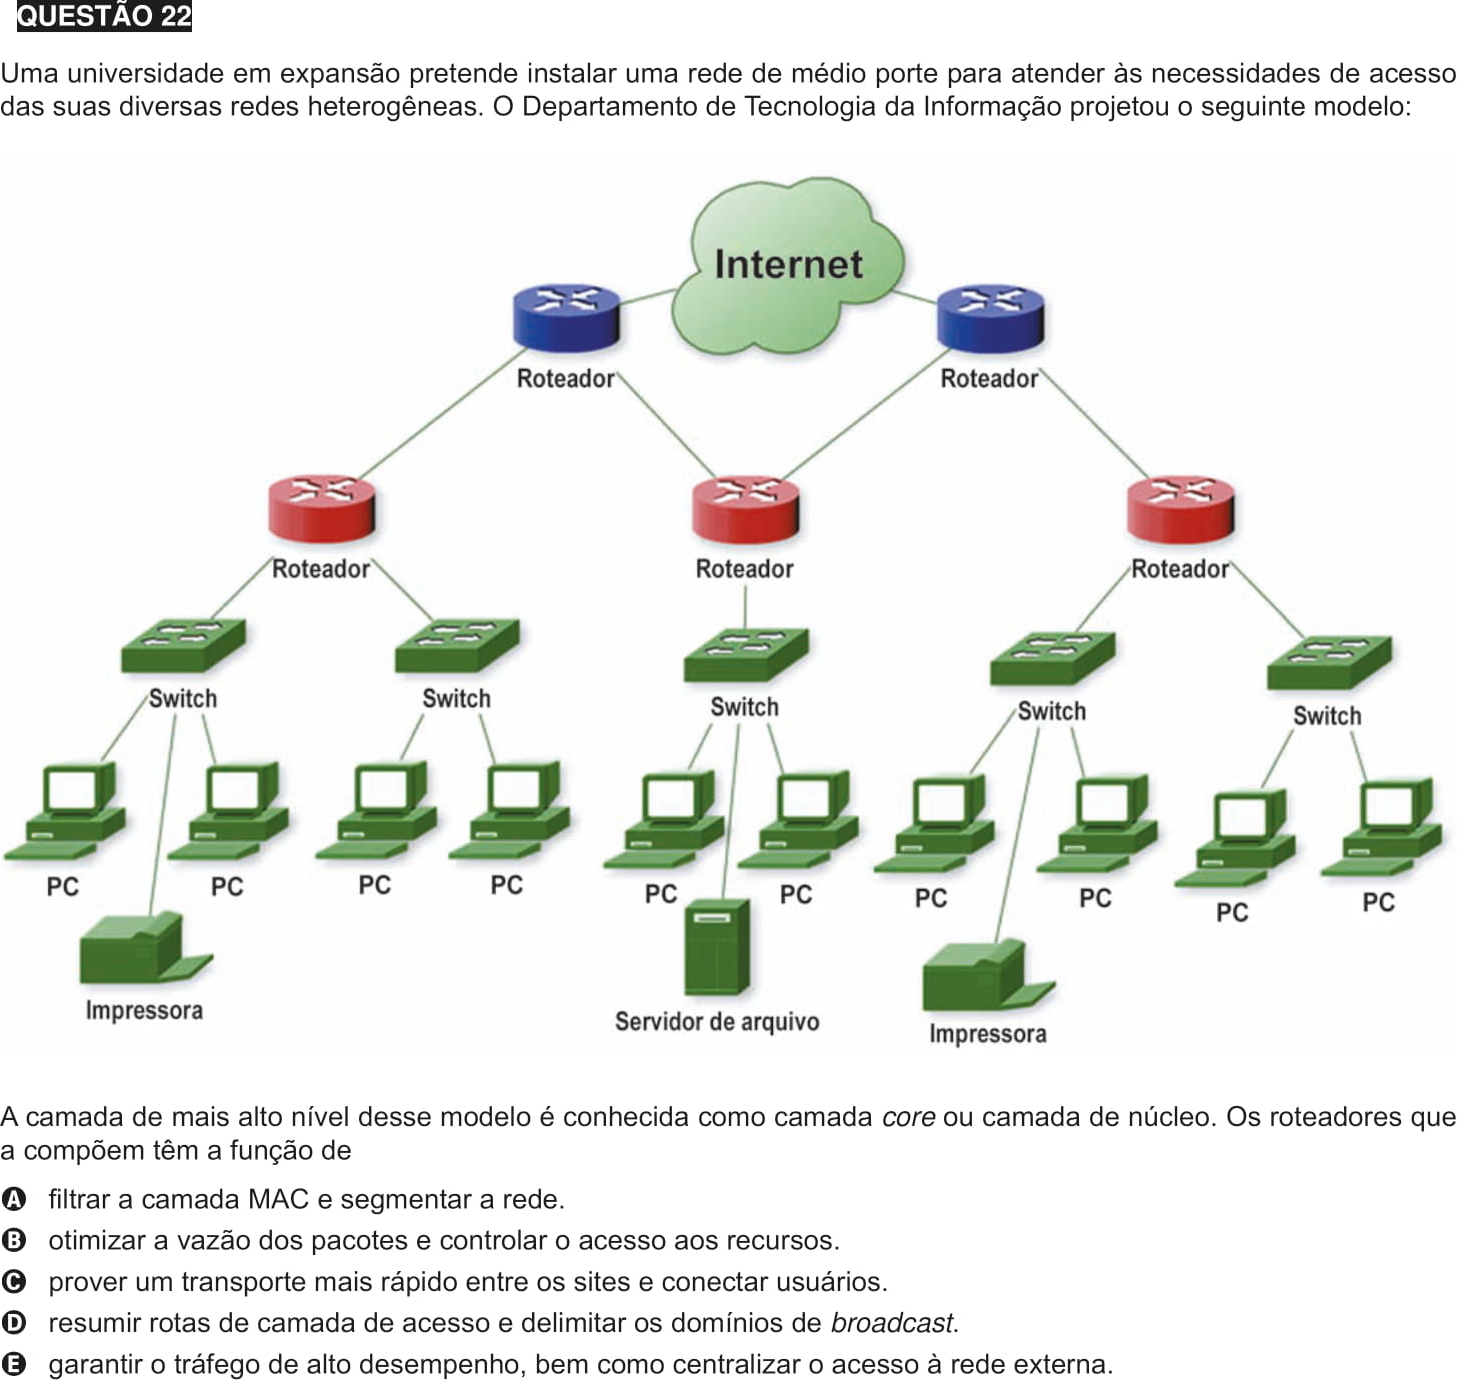 QUESTÃO 22
Uma universidade em expansão pretende instalar uma rede de médio porte para atender às necessidades de acesso
das suas diversas redes heterogêneas. O Departamento de Tecnologia da Informação projetou o seguinte modelo:
Internet
Roteador Roteador
Roteador Roteador Roteador
Switch Switch Switch Switch Switch
PC PC PC PC PC PC PC PC PC PC
Impressora Servidor de arquivo Impressora
A camada de mais alto nível desse modelo é conhecida como camada core ou camada de núcleo. Os roteadores que
a compõem têm a função de
A filtrar a camada MAC e segmentar a rede.
B otimizar a vazão dos pacotes e controlar o acesso aos recursos.
C prover um transporte mais rápido entre os sites e conectar usuários.
D resumir rotas de camada de acesso e delimitar os domínios de broadcast.
E garantir o tráfego de alto desempenho, bem como centralizar o acesso à rede externa.